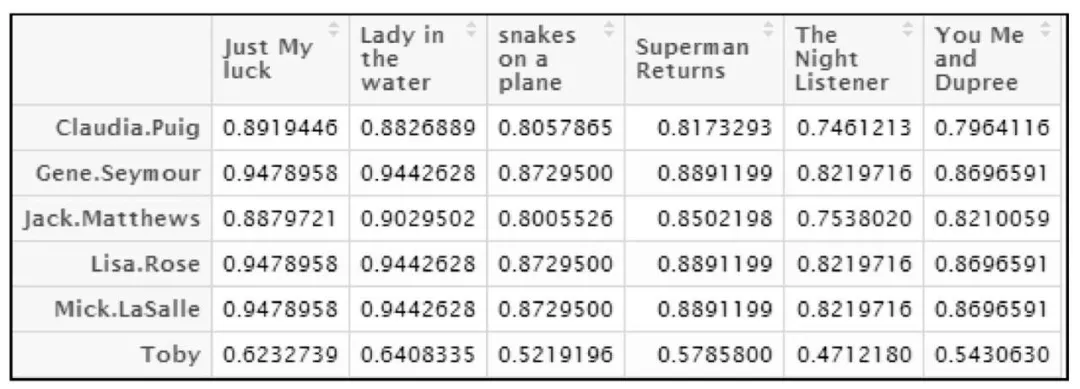 Just My luck	Lady in the water	snakes on a plane	Superman Returns	The Night Listener	You Me and Dupree
Claudia.Puig	0.8919446	0.8826889	0.8057865	0.8173293	0.7461213	0.7964116
Gene.Seymour	0.9478958	0.9442628	0.8729500	0.8891199	0.8219716	0.8696591
Jack.Matthews	0.8879721	0.9029502	0.8005526	0.8502198	0.7538020	0.8210059
Lisa.Rose	0.9478958	0.9442628	0.8729500	0.8891199	0.8219716	0.8696591
Mick.LaSalle	0.9478958	0.9442628	0.8729500	0.8891199	0.8219716	0.8696591
Toby	0.6232739	0.6408335	0.5219196	0.5785800	0.4712180	0.5430630